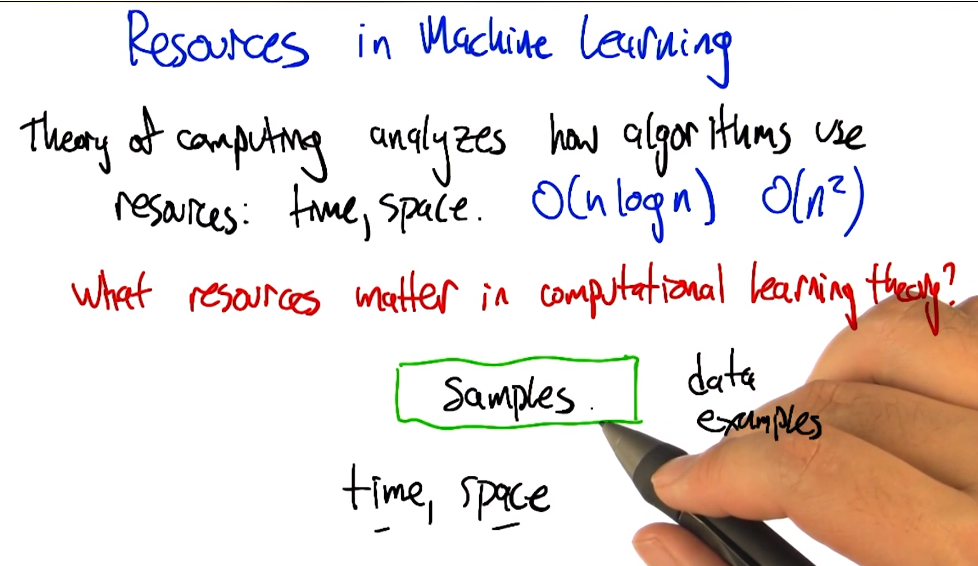 Resources in Machine Learning
Theory of computing analyzes how algorithms use
resources: time, space. O(n log n) O(n²)
What resources matter in computational learning theory?
Samples. data
examples
time, space